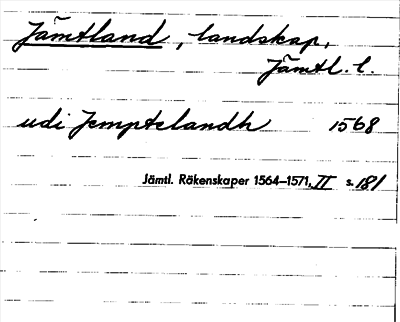 Jämtland, landskap,
Jämtl. l.
udi Jemptelandh 1568
Jämtl. Räkenskaper 1564–1571, II s. 181